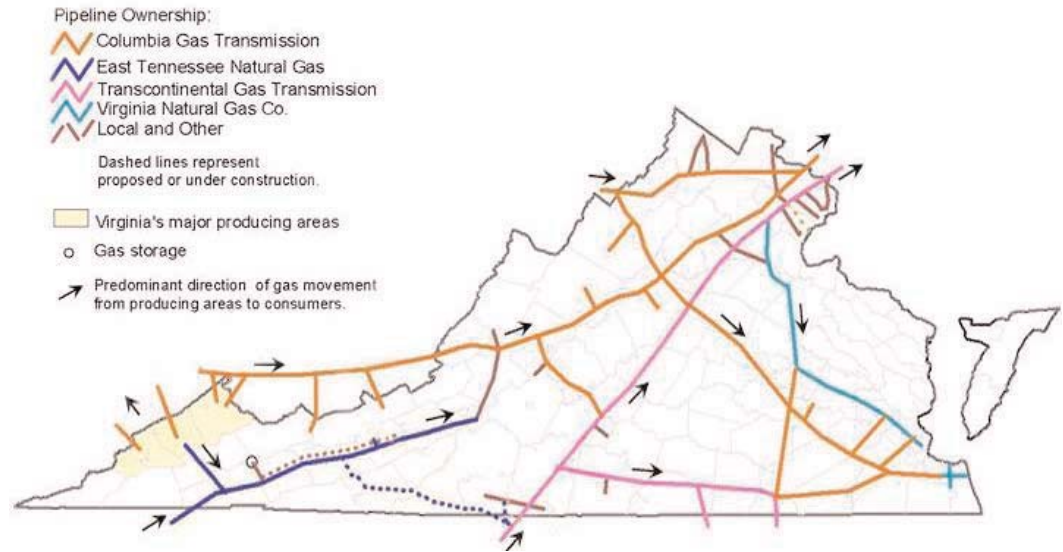 Pipeline Ownership:
Columbia Gas Transmission
East Tennessee Natural Gas
Transcontinental Gas Transmission
Virginia Natural Gas Co.
Local and Other
Dashed lines represent
proposed or under construction.
Virginia's major producing areas
Gas storage
Predominant direction of gas movement
from producing areas to consumers.